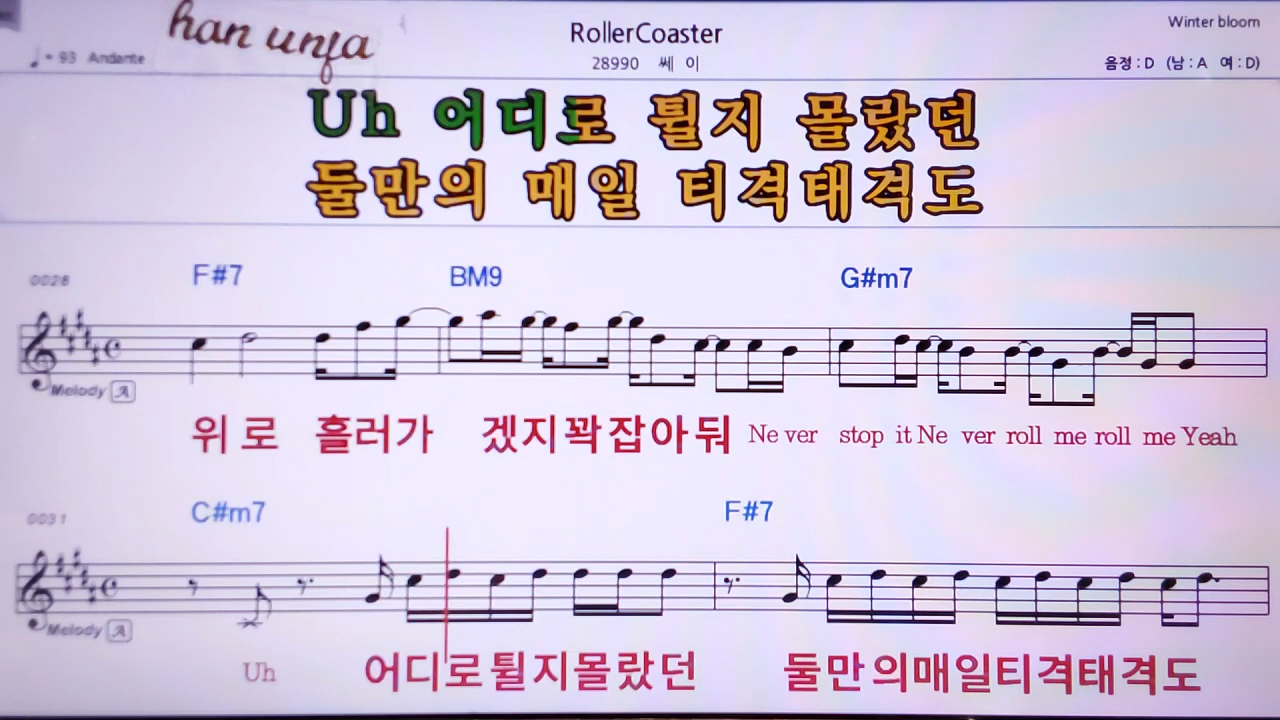 han unja
RollerCoaster
Winter bloom
♩ = 93 Andante
28990 쎄 이
음정 : D (남 : A 여 : D)
Uh 어디로 튈지 몰랐던
둘만의 매일 티격태격도
0028
F#7 BM9 G#m7
Melody A
위 로 흘러가 겠지꽉잡아둬 Ne ver stop it Ne ver roll me roll me Yeah
0031
C#m7 F#7
Melody A
Uh 어디로튈지몰랐던 둘만의매일티격태격도